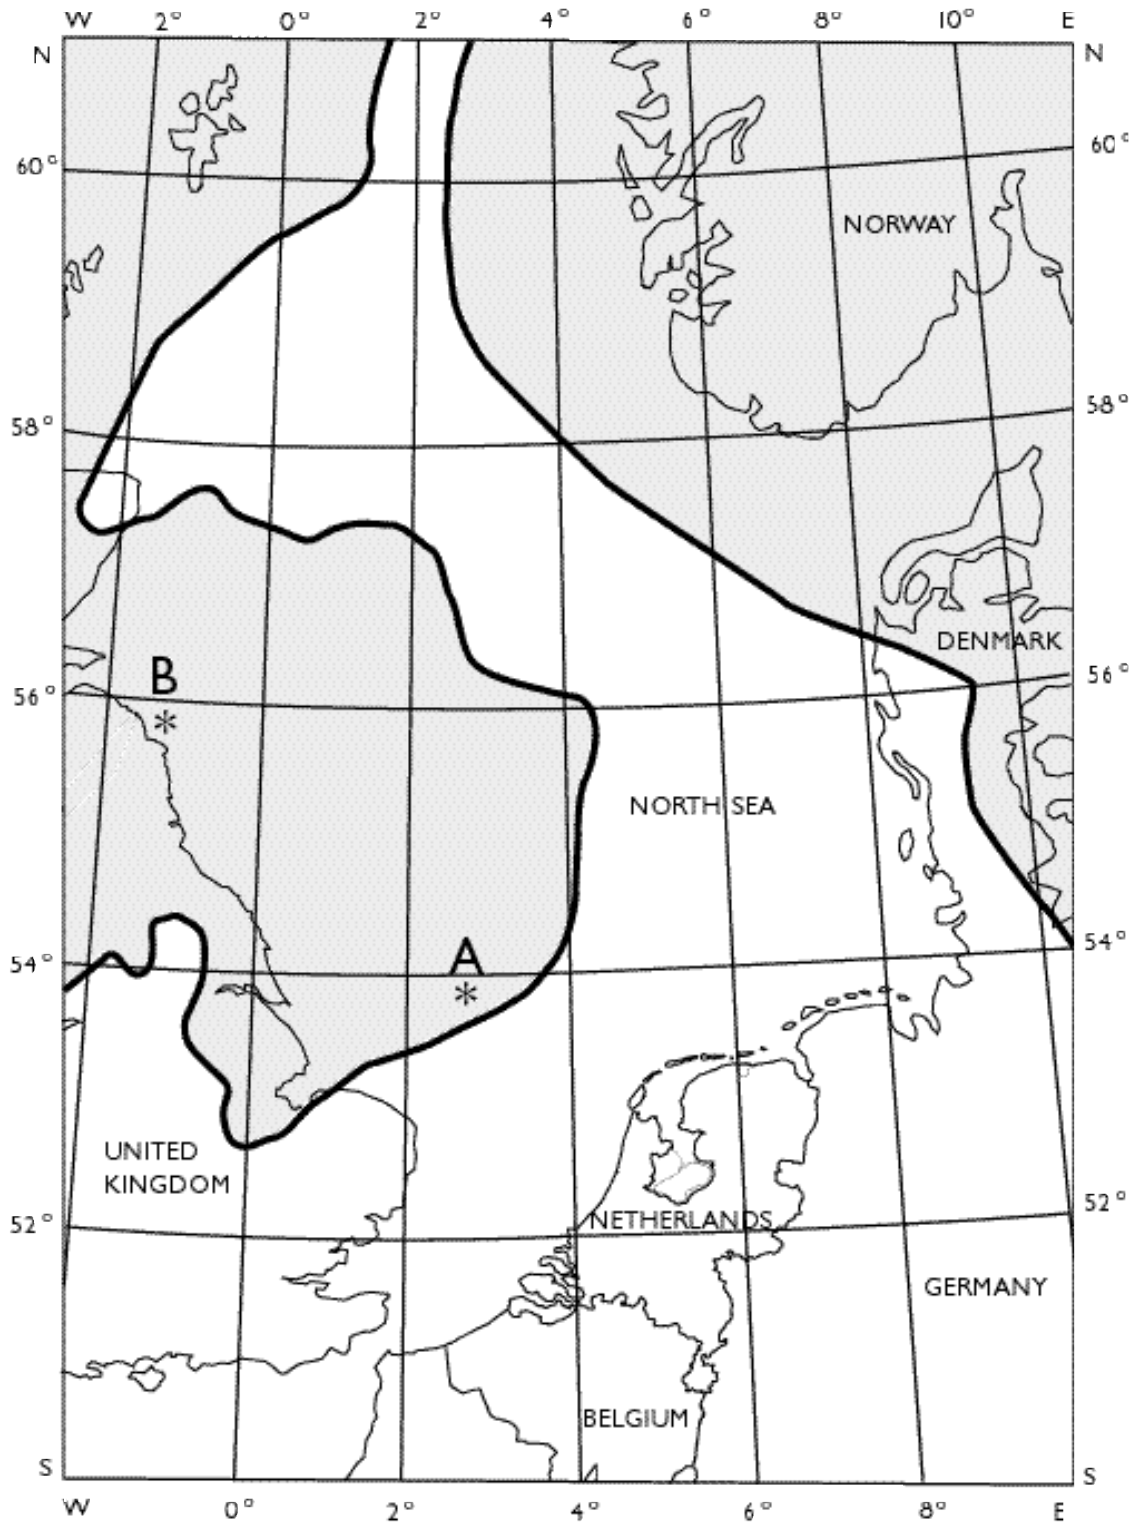 W 2° 0° 2° 4° 6° 8° 10° E
N N
60° 60°
NORWAY
58° 58°
DENMARK
B
56° 56°
*
NORTH SEA
A
54° 54°
*
UNITED
KINGDOM
52° 52°
NETHERLANDS
GERMANY
BELGIUM
S S
W 0° 2° 4° 6° 8° E